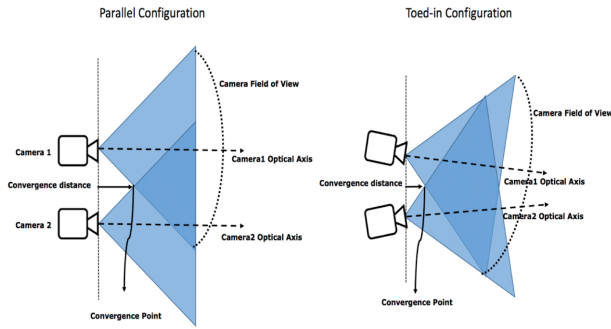 Parallel Configuration
Camera Field of View
Camera 1
Camera1 Optical Axis
Convergence distance
Camera 2
Camera2 Optical Axis
Convergence Point
Toed-in Configuration
Camera Field of View
Convergence distance
Camera1 Optical Axis
Camera2 Optical Axis
Convergence Point